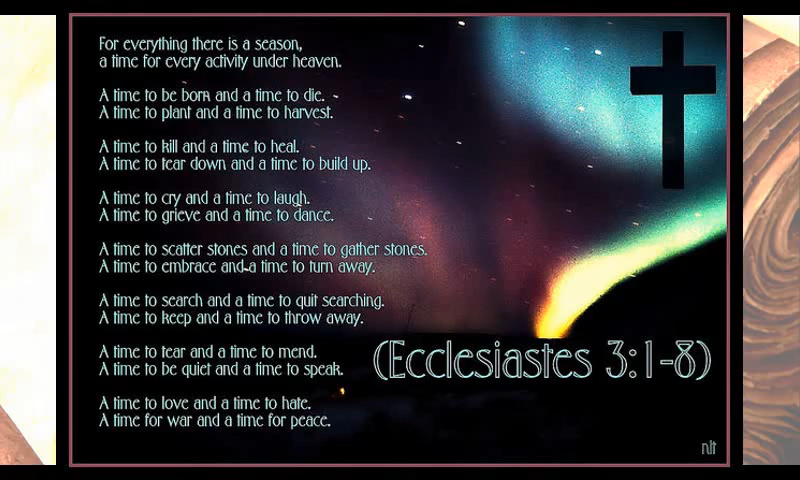 For everything there is a season,
a time for every activity under heaven.
A time to be born and a time to die.
A time to plant and a time to harvest.
A time to kill and a time to heal.
A time to tear down and a time to build up.
A time to cry and a time to laugh.
A time to grieve and a time to dance.
A time to scatter stones and a time to gather stones.
A time to embrace and a time to turn away.
A time to search and a time to quit searching.
A time to keep and a time to throw away.
A time to tear and a time to mend.
A time to be quiet and a time to speak.
A time to love and a time to hate.
A time for war and a time for peace.
(Ecclesiastes 3:1-8)
nlt